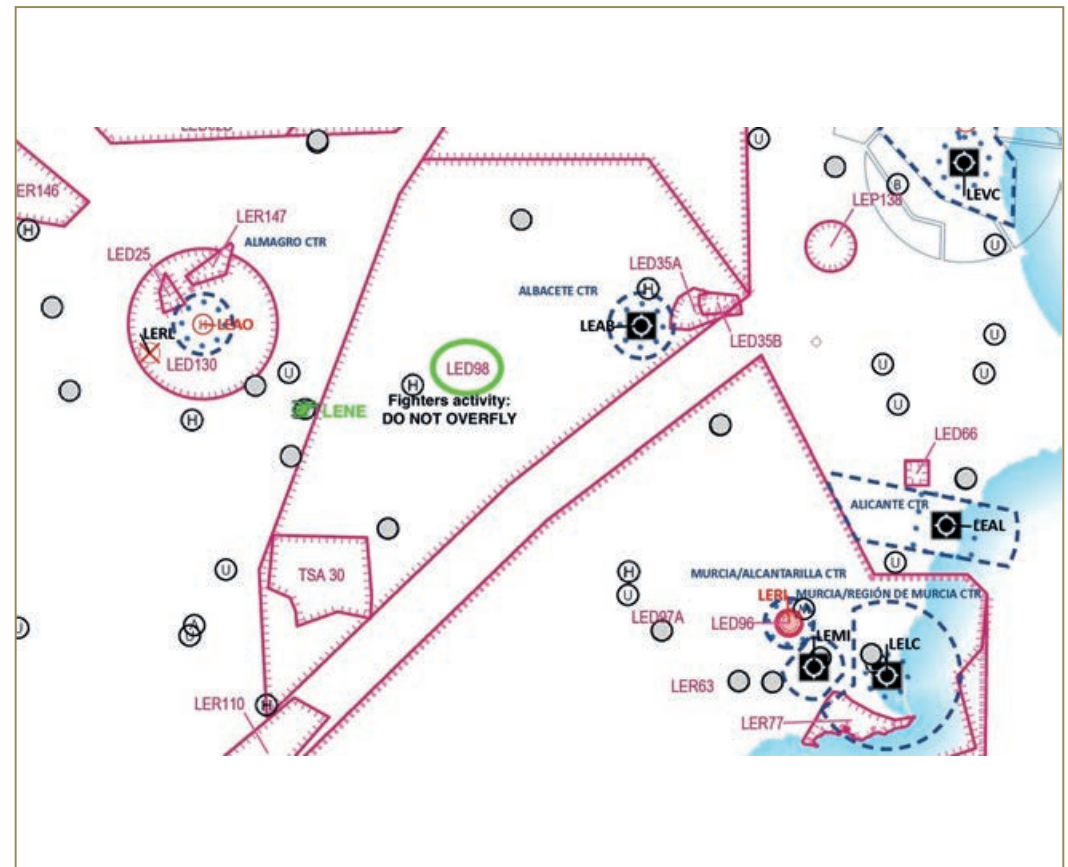 ER146
LER147
ALMAGRO CTR
LED25
LERL
LEAO
LED130
LENE
H
H
U
H
H
LED98
Fighters activity:
DO NOT OVERFLY
ALBACETE CTR
LED35A
H
LEAB
LED35B
U
B
LEP138
LEVC
U
U
U
U
U
LED66
ALICANTE CTR
LEAL
U
TSA 30
U
A
U
U
LER110
H
H
U
LED97A
MURCIA/ALCANTARILLA CTR
MURCIA/REGIÓN DE MURCIA CTR
LED96
LEMI
LELC
LER63
LER77